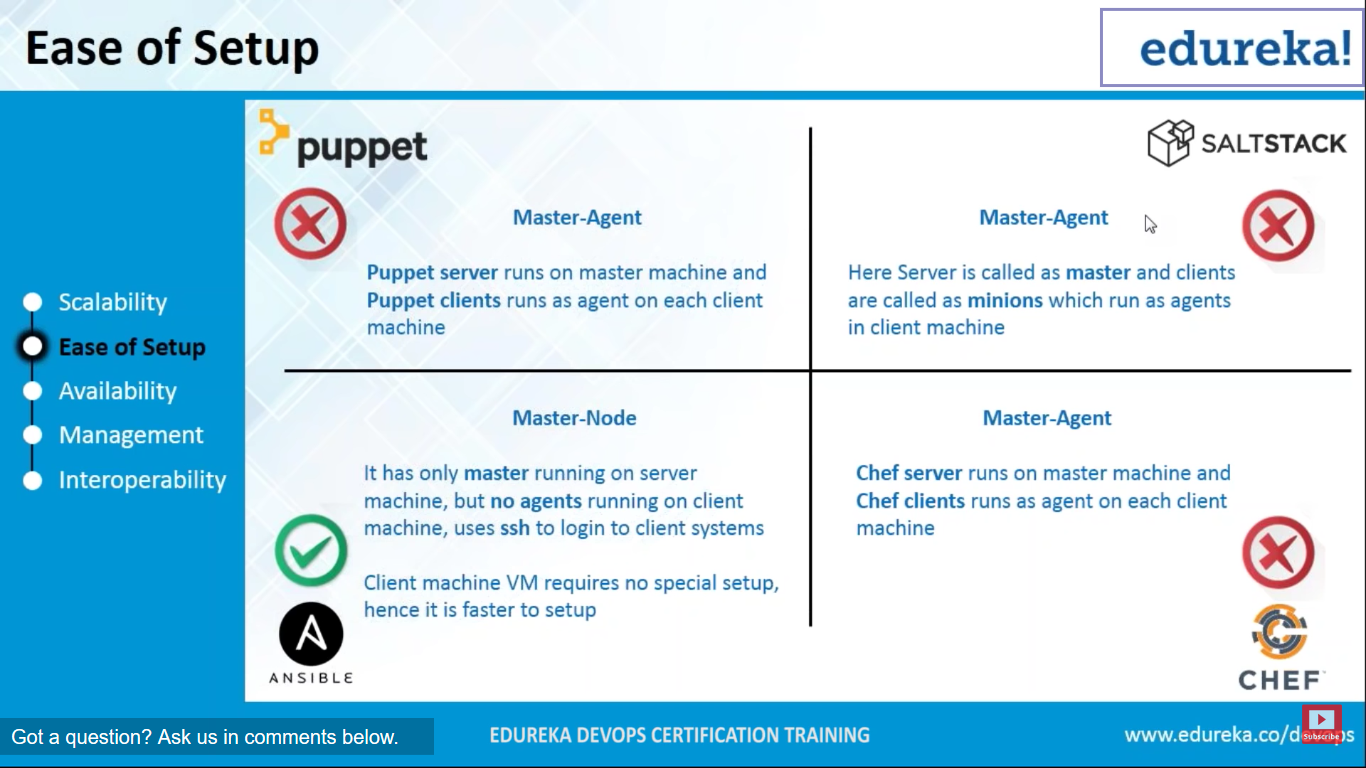 Ease of Setup
edureka!
Scalability
Ease of Setup
Availability
Management
Interoperability
puppet
Master-Agent
Puppet server runs on master machine and
Puppet clients runs as agent on each client
machine
SALTSTACK
Master-Agent
Here Server is called as master and clients
are called as minions which run as agents
in client machine
Master-Node
It has only master running on server
machine, but no agents running on client
machine, uses ssh to login to client systems
Client machine VM requires no special setup,
hence it is faster to setup
ANSIBLE
Master-Agent
Chef server runs on master machine and
Chef clients runs as agent on each client
machine
CHEF
Got a question? Ask us in comments below.
EDUREKA DEVOPS CERTIFICATION TRAINING
www.edureka.co/devops
Subscribe